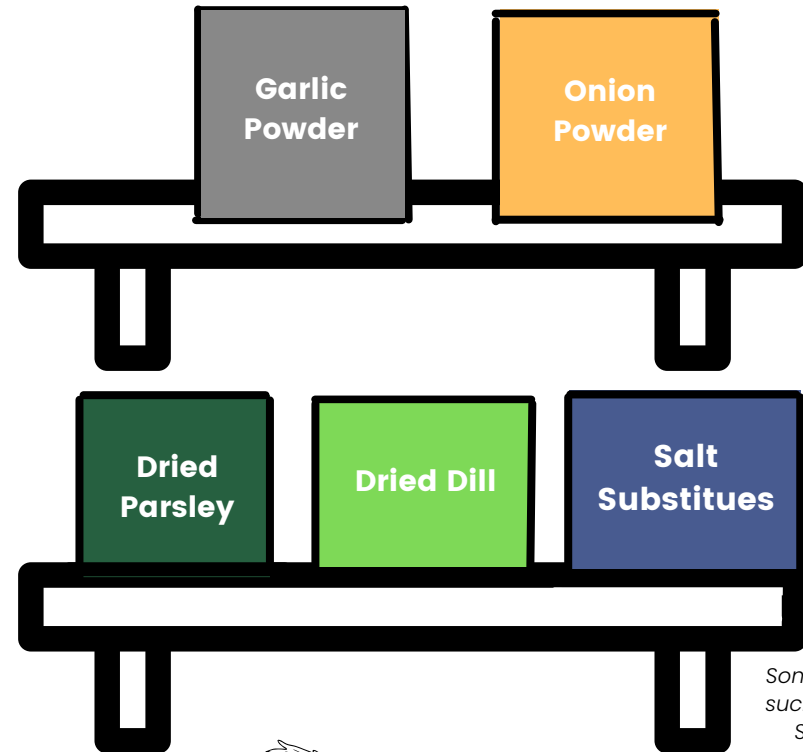 Garlic
Powder
Onion
Powder
Dried
Parsley
Dried Dill
Salt
Substitues